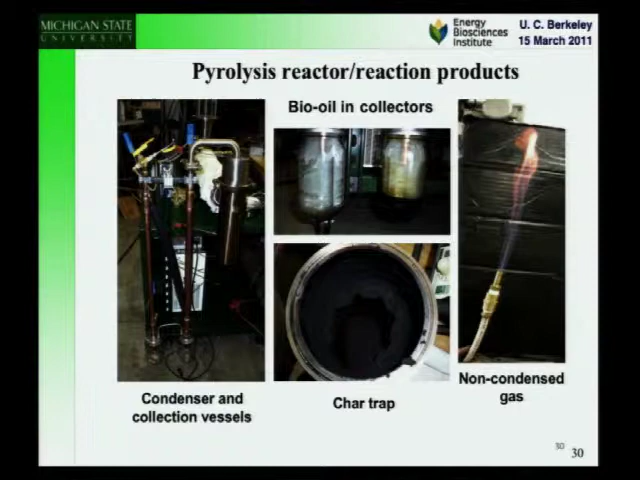 MICHIGAN STATE
UNIVERSITY
Energy
Biosciences
Institute
U. C. Berkeley
15 March 2011
Pyrolysis reactor/reaction products
Bio-oil in collectors
Condenser and
collection vessels
Char trap
Non-condensed
gas
30
30